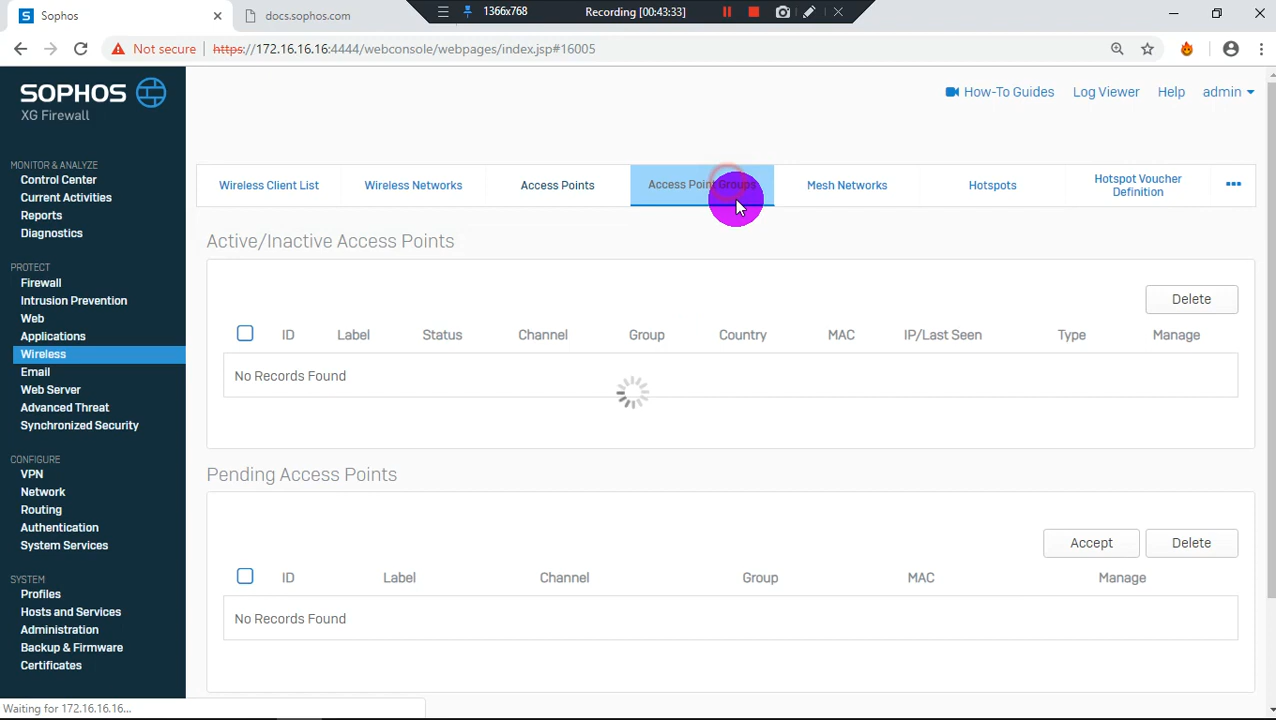 Sophos
docs.sophos.com
1366x768
Recording [00:43:33]
Not secure
https://172.16.16.16:4444/webconsole/webpages/index.jsp#16005
SOPHOS
XG Firewall
How-To Guides
Log Viewer
Help
admin
MONITOR & ANALYZE
Control Center
Current Activities
Reports
Diagnostics
PROTECT
Firewall
Intrusion Prevention
Web
Applications
Wireless
Email
Web Server
Advanced Threat
Synchronized Security
CONFIGURE
VPN
Network
Routing
Authentication
System Services
SYSTEM
Profiles
Hosts and Services
Administration
Backup & Firmware
Certificates
Wireless Client List
Wireless Networks
Access Points
Access Point Groups
Mesh Networks
Hotspots
Hotspot Voucher
Definition
Active/Inactive Access Points
Delete
ID Label Status Channel Group Country MAC IP/Last Seen Type Manage
No Records Found
Pending Access Points
Accept Delete
ID Label Channel Group MAC Manage
No Records Found
Waiting for 172.16.16.16...